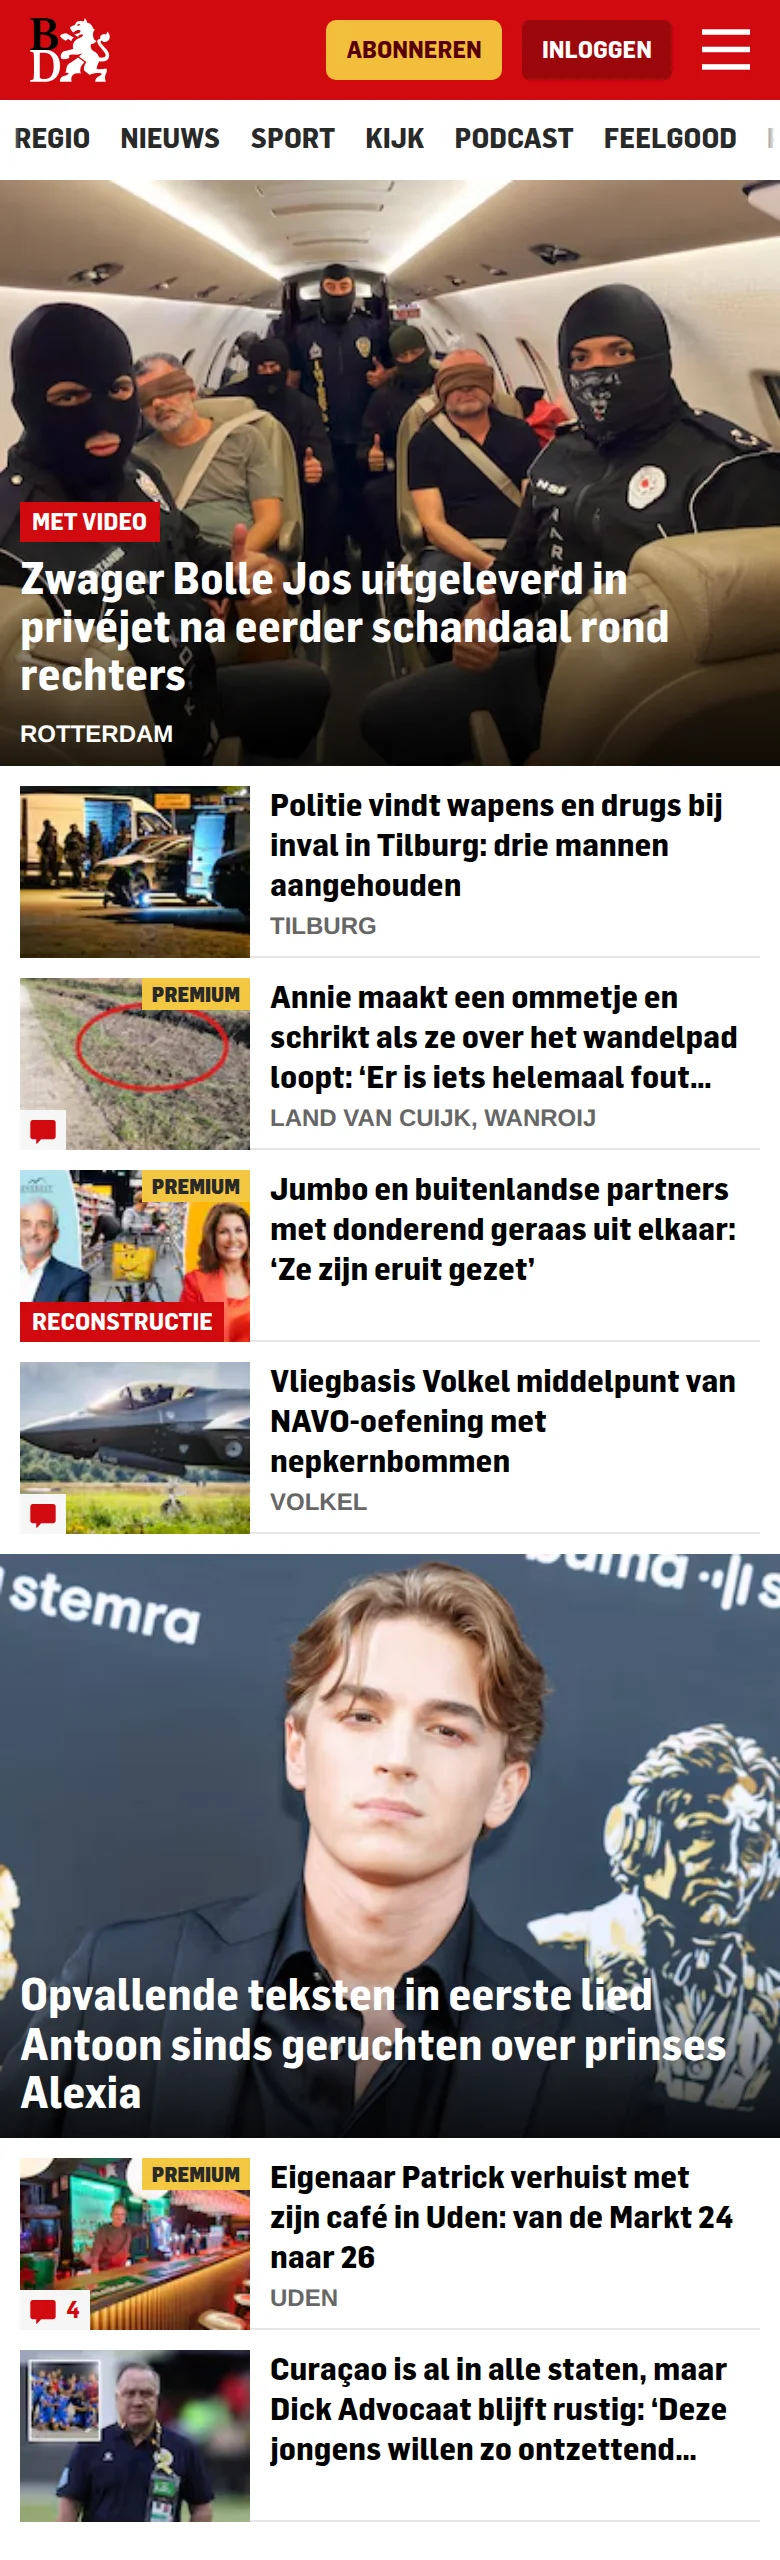 B
D
ABONNEREN
INLOGGEN
REGIO NIEUWS SPORT KIJK PODCAST FEELGOOD
MET VIDEO
Zwager Bolle Jos uitgeleverd in
privéjet na eerder schandaal rond
rechters
ROTTERDAM
Politie vindt wapens en drugs bij
inval in Tilburg: drie mannen
aangehouden
TILBURG
PREMIUM
Annie maakt een ommetje en
schrikt als ze over het wandelpad
loopt: ‘Er is iets helemaal fout...
LAND VAN CUIJK, WANROIJ
PREMIUM
RECONSTRUCTIE
Jumbo en buitenlandse partners
met donderend geraas uit elkaar:
‘Ze zijn eruit gezet’
Vliegbasis Volkel middelpunt van
NAVO-oefening met
nepkernbommen
VOLKEL
stemra
Opvallende teksten in eerste lied
Antoon sinds geruchten over prinses
Alexia
PREMIUM
4
Eigenaar Patrick verhuist met
zijn café in Uden: van de Markt 24
naar 26
UDEN
Curaçao is al in alle staten, maar
Dick Advocaat blijft rustig: ‘Deze
jongens willen zo ontzettend...